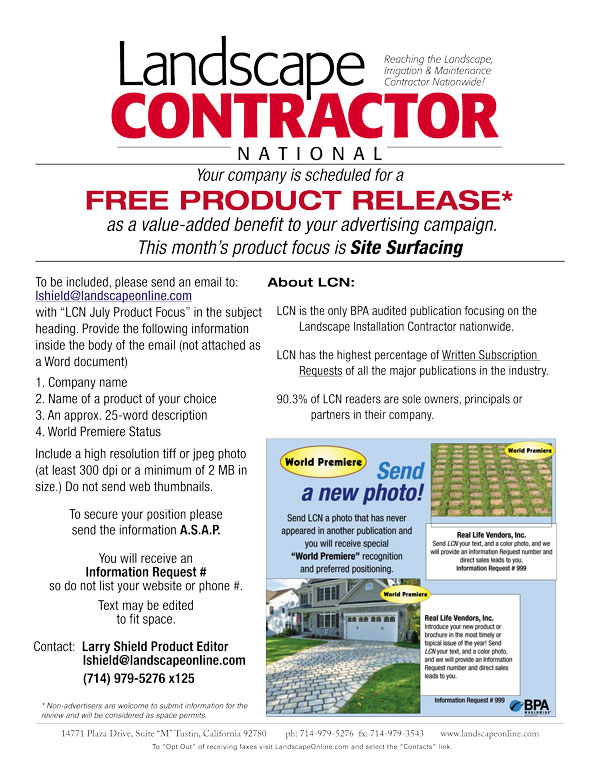 Landscape
Reaching the Landscape,
Irrigation & Maintenance
Contractor Nationwide!
CONTRACTOR
NATIONAL
Your company is scheduled for a
FREE PRODUCT RELEASE*
as a value-added benefit to your advertising campaign.
This month's product focus is Site Surfacing
To be included, please send an email to:
lshield@landscapeonline.com
with “LCN July Product Focus” in the subject
heading. Provide the following information
inside the body of the email (not attached as
a Word document)
1. Company name
2. Name of a product of your choice
3. An approx. 25-word description
4. World Premiere Status
Include a high resolution tiff or jpeg photo
(at least 300 dpi or a minimum of 2 MB in
size.) Do not send web thumbnails.
To secure your position please
send the information A.S.A.P.
You will receive an
Information Request #
so do not list your website or phone #.
Text may be edited
to fit space.
Contact: Larry Shield Product Editor
lshield@landscapeonline.com
(714) 979-5276 x125
* Non-advertisers are welcome to submit information for the
review and will be considered as space permits.
About LCN:
LCN is the only BPA audited publication focusing on the
Landscape Installation Contractor nationwide.
LCN has the highest percentage of Written Subscription
Requests of all the major publications in the industry.
90.3% of LCN readers are sole owners, principals or
partners in their company.
World Premiere
Send
a new photo!
Send LCN a photo that has never
appeared in another publication and
you will receive special
“World Premiere” recognition
and preferred positioning.
World Premiere
Real Life Vendors, Inc.
Send LCN your text, and a color photo, and we
will provide an Information Request number and
direct sales leads to you.
Information Request # 999
World Premiere
Real Life Vendors, Inc.
Introduce your new product or
brochure in the most timely or
topical issue of the year! Send
LCN your text, and a color photo,
and we will provide an Information
Request number and direct sales
leads to you.
Information Request # 999
BPA
WORLDWIDE
14771 Plaza Drive, Suite “M” Tustin, California 92780 ph: 714-979-5276 fx: 714-979-3543 www.landscapeonline.com
To “Opt Out” of receiving faxes visit LandscapeOnline.com and select the “Contacts” link.